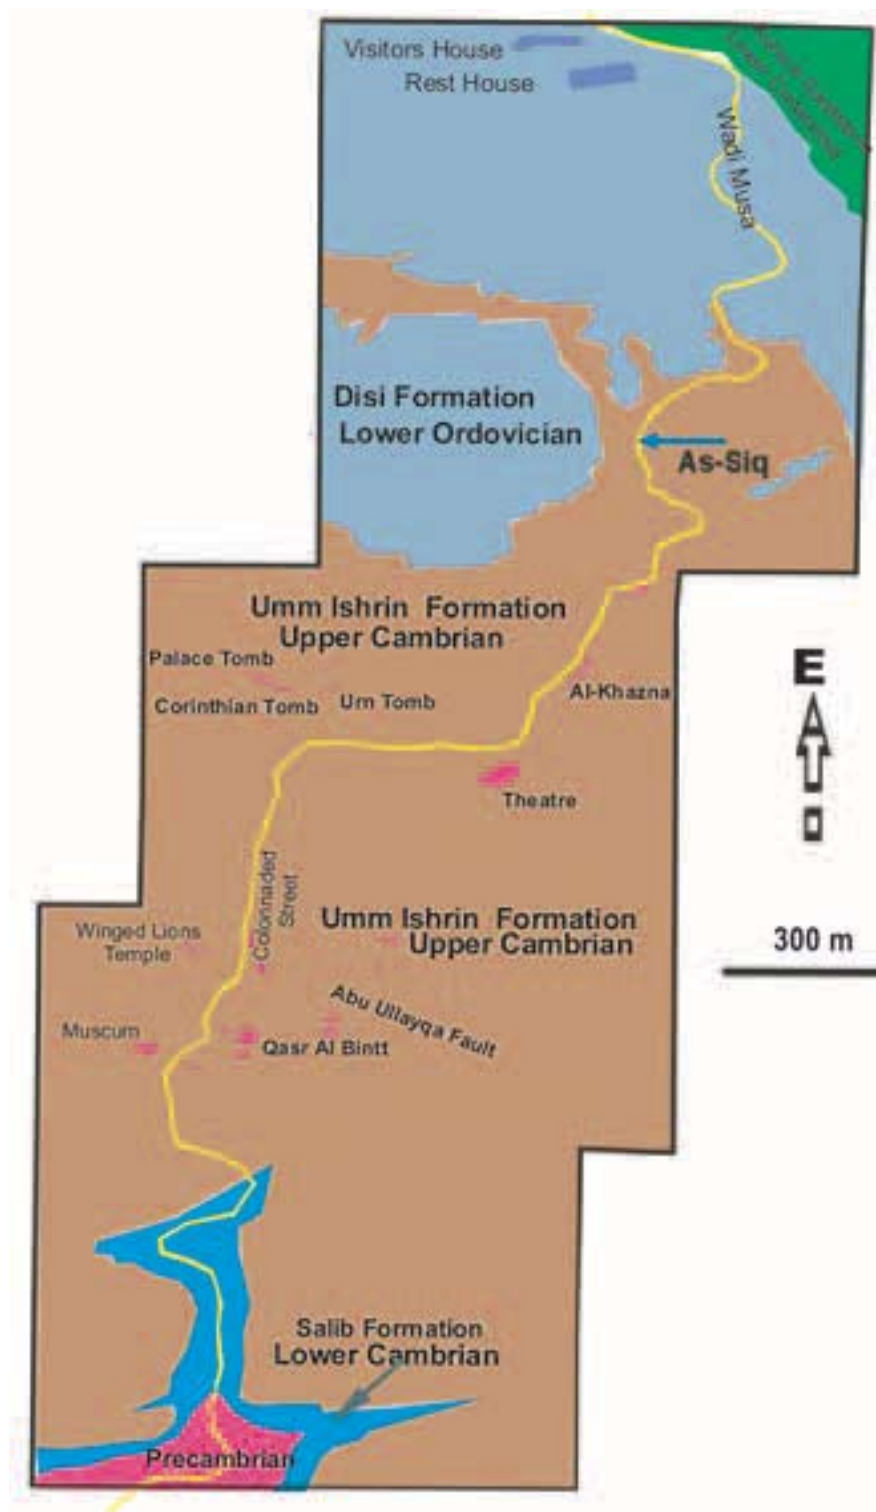 Visitors House
Rest House
Wadi Musa
Disi Formation
Lower Ordovician
As-Siq
Umm Ishrin Formation
Upper Cambrian
Palace Tomb
Corinthian Tomb
Urn Tomb
Al-Khazna
E
Theatre
Colonnaded
Street
Winged Lions
Temple
Umm Ishrin Formation
Upper Cambrian
300 m
Abu Ullayqa Fault
Muscum
Qasr Al Bintt
Salib Formation
Lower Cambrian
Precambrian